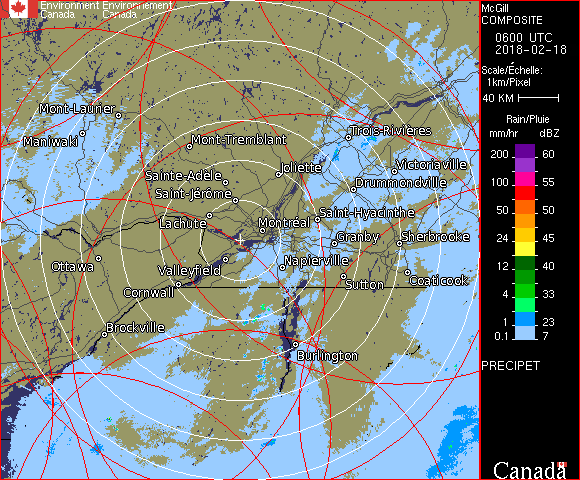 Environment Environnement
Canada Canada
McGill
COMPOSITE
0600 UTC
2018-02-18
Scale/Échelle:
1km/Pixel
40 KM
Rain/Pluie
mm/hr dBZ
200 60
100 55
50 50
24 45
12 40
4 33
1 23
0.1 7
PRECIPET
Canada
Mont-Laurier
Maniwaki
Mont-Tremblant
Trois-Rivières
Joliette
Victoriaville
Sainte-Adèle
Drummondville
Saint-Jérôme
Saint-Hyacinthe
Lachute
Montréal
Granby
Sherbrooke
Ottawa
Valleyfield
Napierville
Coaticook
Cornwall
Sutton
Brockville
Burlington